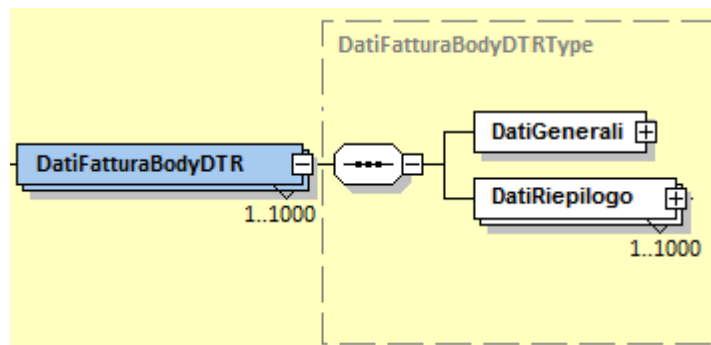 DatiFatturaBodyDTRType
DatiGenerali
DatiFatturaBodyDTR
1..1000
DatiRiepilogo
1..1000